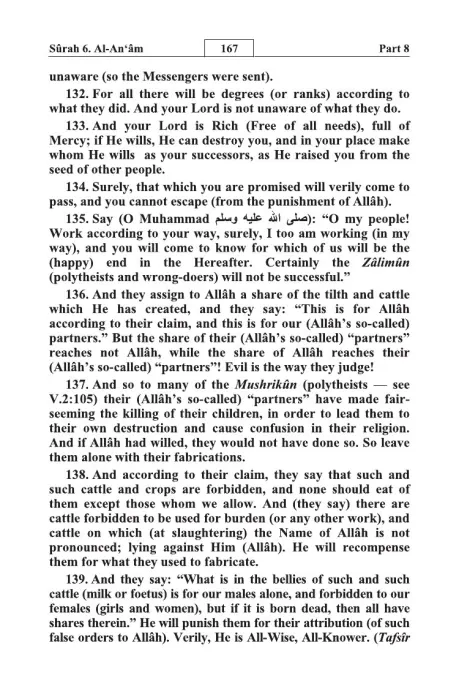 Sûrah 6. Al-An‘âm 167 Part 8
unaware (so the Messengers were sent).
132. For all there will be degrees (or ranks) according to
what they did. And your Lord is not unaware of what they do.
133. And your Lord is Rich (Free of all needs), full of
Mercy; if He wills, He can destroy you, and in your place make
whom He wills as your successors, as He raised you from the
seed of other people.
134. Surely, that which you are promised will verily come to
pass, and you cannot escape (from the punishment of Allâh).
135. Say (O Muhammad صلى الله عليه وسلم): “O my people!
Work according to your way, surely, I too am working (in my
way), and you will come to know for which of us will be the
(happy) end in the Hereafter. Certainly the Zâlimûn
(polytheists and wrong-doers) will not be successful.”
136. And they assign to Allâh a share of the tilth and cattle
which He has created, and they say: “This is for Allâh
according to their claim, and this is for our (Allâh’s so-called)
partners.” But the share of their (Allâh’s so-called) “partners”
reaches not Allâh, while the share of Allâh reaches their
(Allâh’s so-called) “partners”! Evil is the way they judge!
137. And so to many of the Mushrikûn (polytheists — see
V.2:105) their (Allâh’s so-called) “partners” have made fair-
seeming the killing of their children, in order to lead them to
their own destruction and cause confusion in their religion.
And if Allâh had willed, they would not have done so. So leave
them alone with their fabrications.
138. And according to their claim, they say that such and
such cattle and crops are forbidden, and none should eat of
them except those whom we allow. And (they say) there are
cattle forbidden to be used for burden (or any other work), and
cattle on which (at slaughtering) the Name of Allâh is not
pronounced; lying against Him (Allâh). He will recompense
them for what they used to fabricate.
139. And they say: “What is in the bellies of such and such
cattle (milk or foetus) is for our males alone, and forbidden to our
females (girls and women), but if it is born dead, then all have
shares therein.” He will punish them for their attribution (of such
false orders to Allâh). Verily, He is All-Wise, All-Knower. (Tafsîr